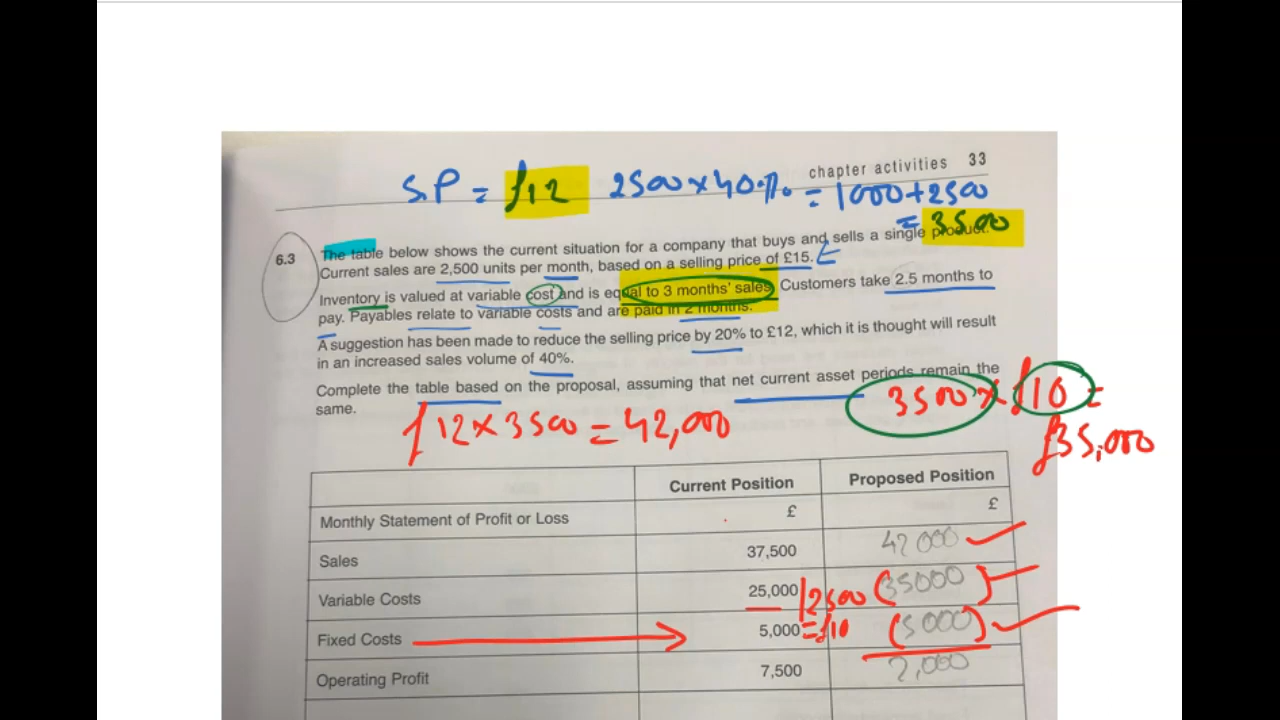 chapter activities 33
S.P = £12 2500 × 40% = 1000 + 2500
= 3500
6.3 The table below shows the current situation for a company that buys and sells a single product.
Current sales are 2,500 units per month, based on a selling price of £15.
Inventory is valued at variable cost and is equal to 3 months' sales. Customers take 2.5 months to
pay. Payables relate to variable costs and are paid in 2 months.
A suggestion has been made to reduce the selling price by 20% to £12, which it is thought will result
in an increased sales volume of 40%.
Complete the table based on the proposal, assuming that net current asset periods remain the
same.
3500 × £10 =
£35,000
£12 × 3500 = 42,000
Current Position Proposed Position
Monthly Statement of Profit or Loss £ £
Sales 37,500 42000
Variable Costs 25,000 /2500 (35000)
Fixed Costs 5,000 =£10 (5000)
Operating Profit 7,500 2,000